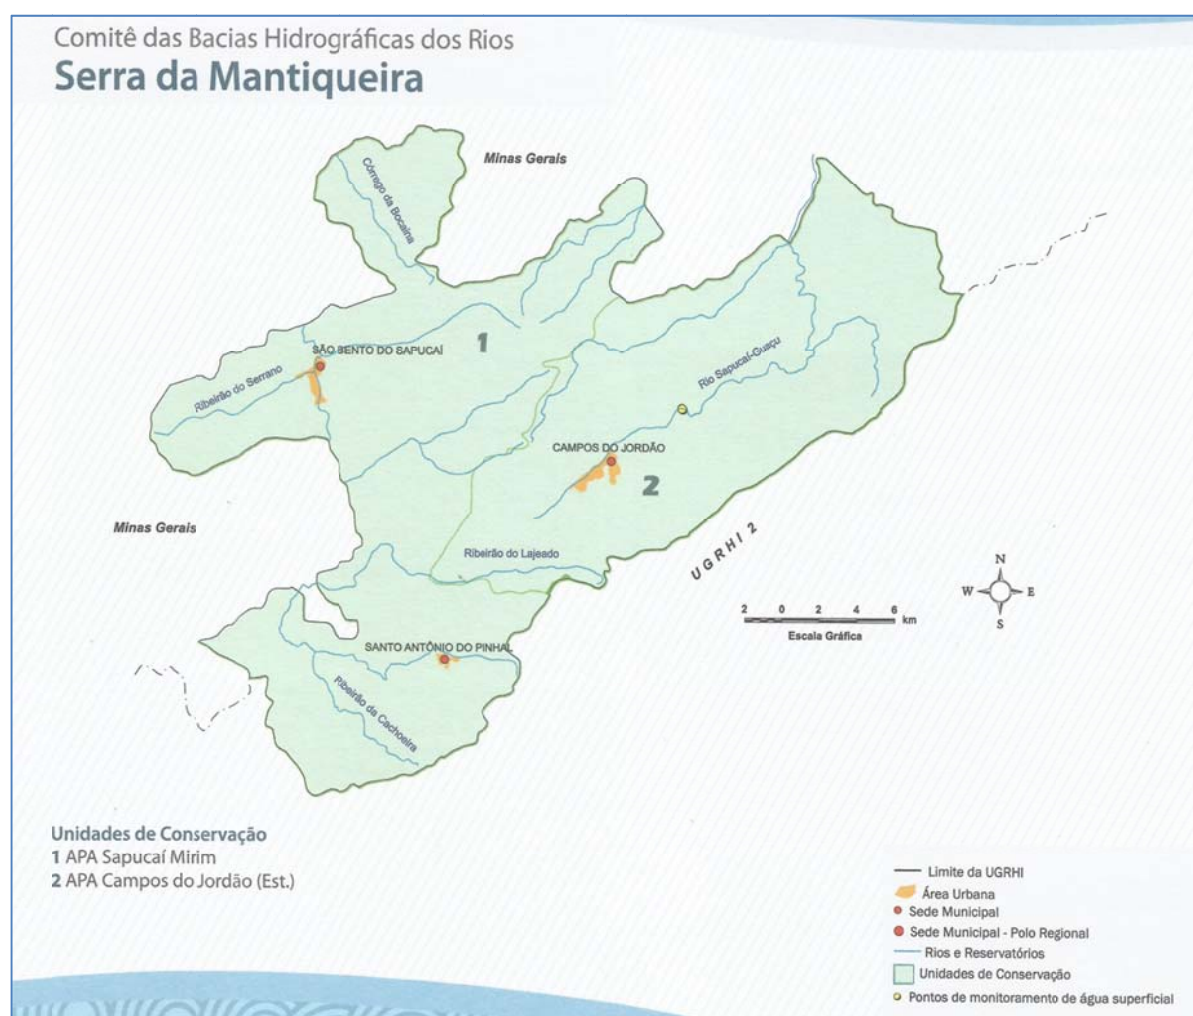 Comitê das Bacias Hidrográficas dos Rios
Serra da Mantiqueira
Minas Gerais
Córrego da Bocaina
1
SÃO BENTO DO SAPUCAÍ
Ribeirão do Serrano
Rio Sapucaí-Guaçu
CAMPOS DO JORDÃO
2
Minas Gerais
Ribeirão do Lajeado
UGRHI 2
N
W E
S
2 0 2 4 6
km
Escala Gráfica
SANTO ANTÔNIO DO PINHAL
Ribeirão da Cachoeira
Unidades de Conservação
1 APA Sapucaí Mirim
2 APA Campos do Jordão (Est.)
Limite da UGRHI
Área Urbana
Sede Municipal
Sede Municipal - Polo Regional
Rios e Reservatórios
Unidades de Conservação
Pontos de monitoramento de água superficial